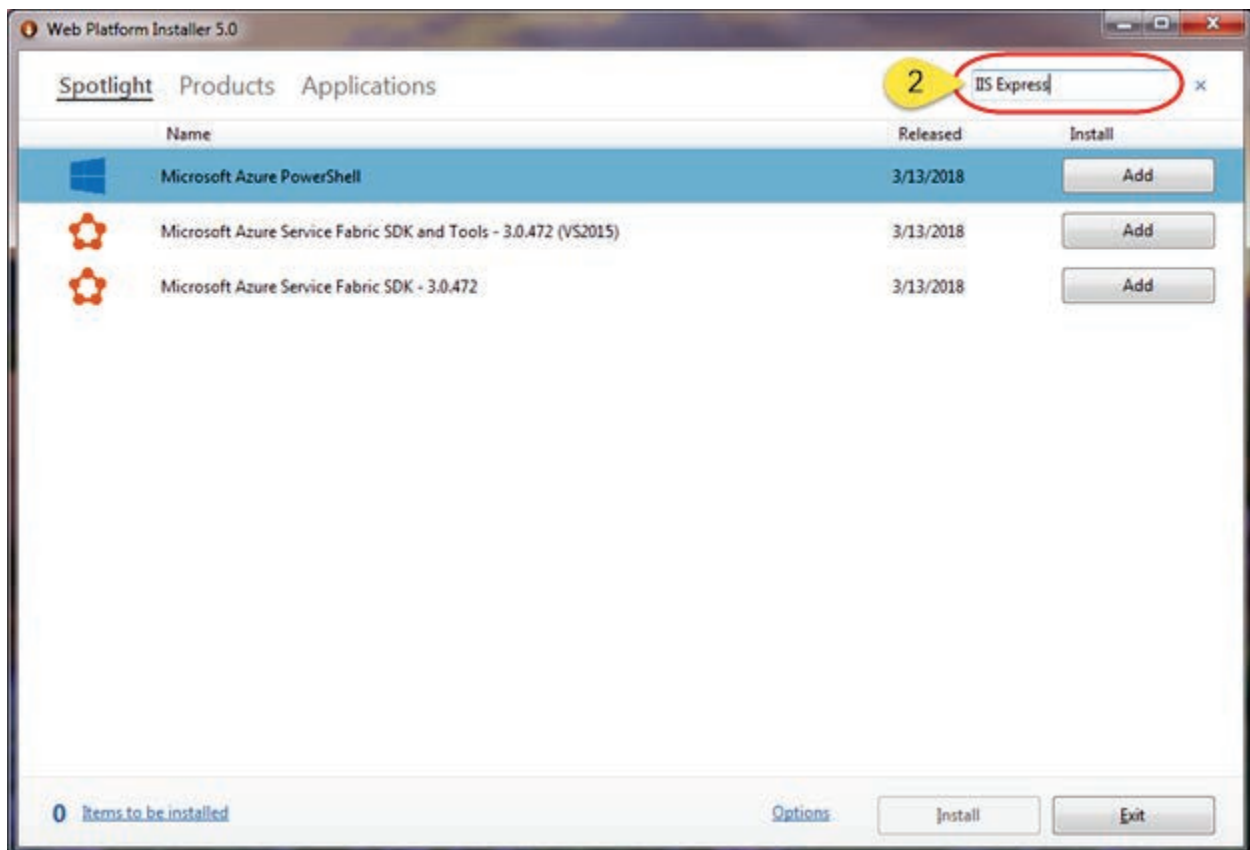 Web Platform Installer 5.0
Spotlight Products Applications 2 IIS Express
Name Released Install
Microsoft Azure PowerShell 3/13/2018 Add
Microsoft Azure Service Fabric SDK and Tools - 3.0.472 (VS2015) 3/13/2018 Add
Microsoft Azure Service Fabric SDK - 3.0.472 3/13/2018 Add
0 Items to be installed Options Install Exit